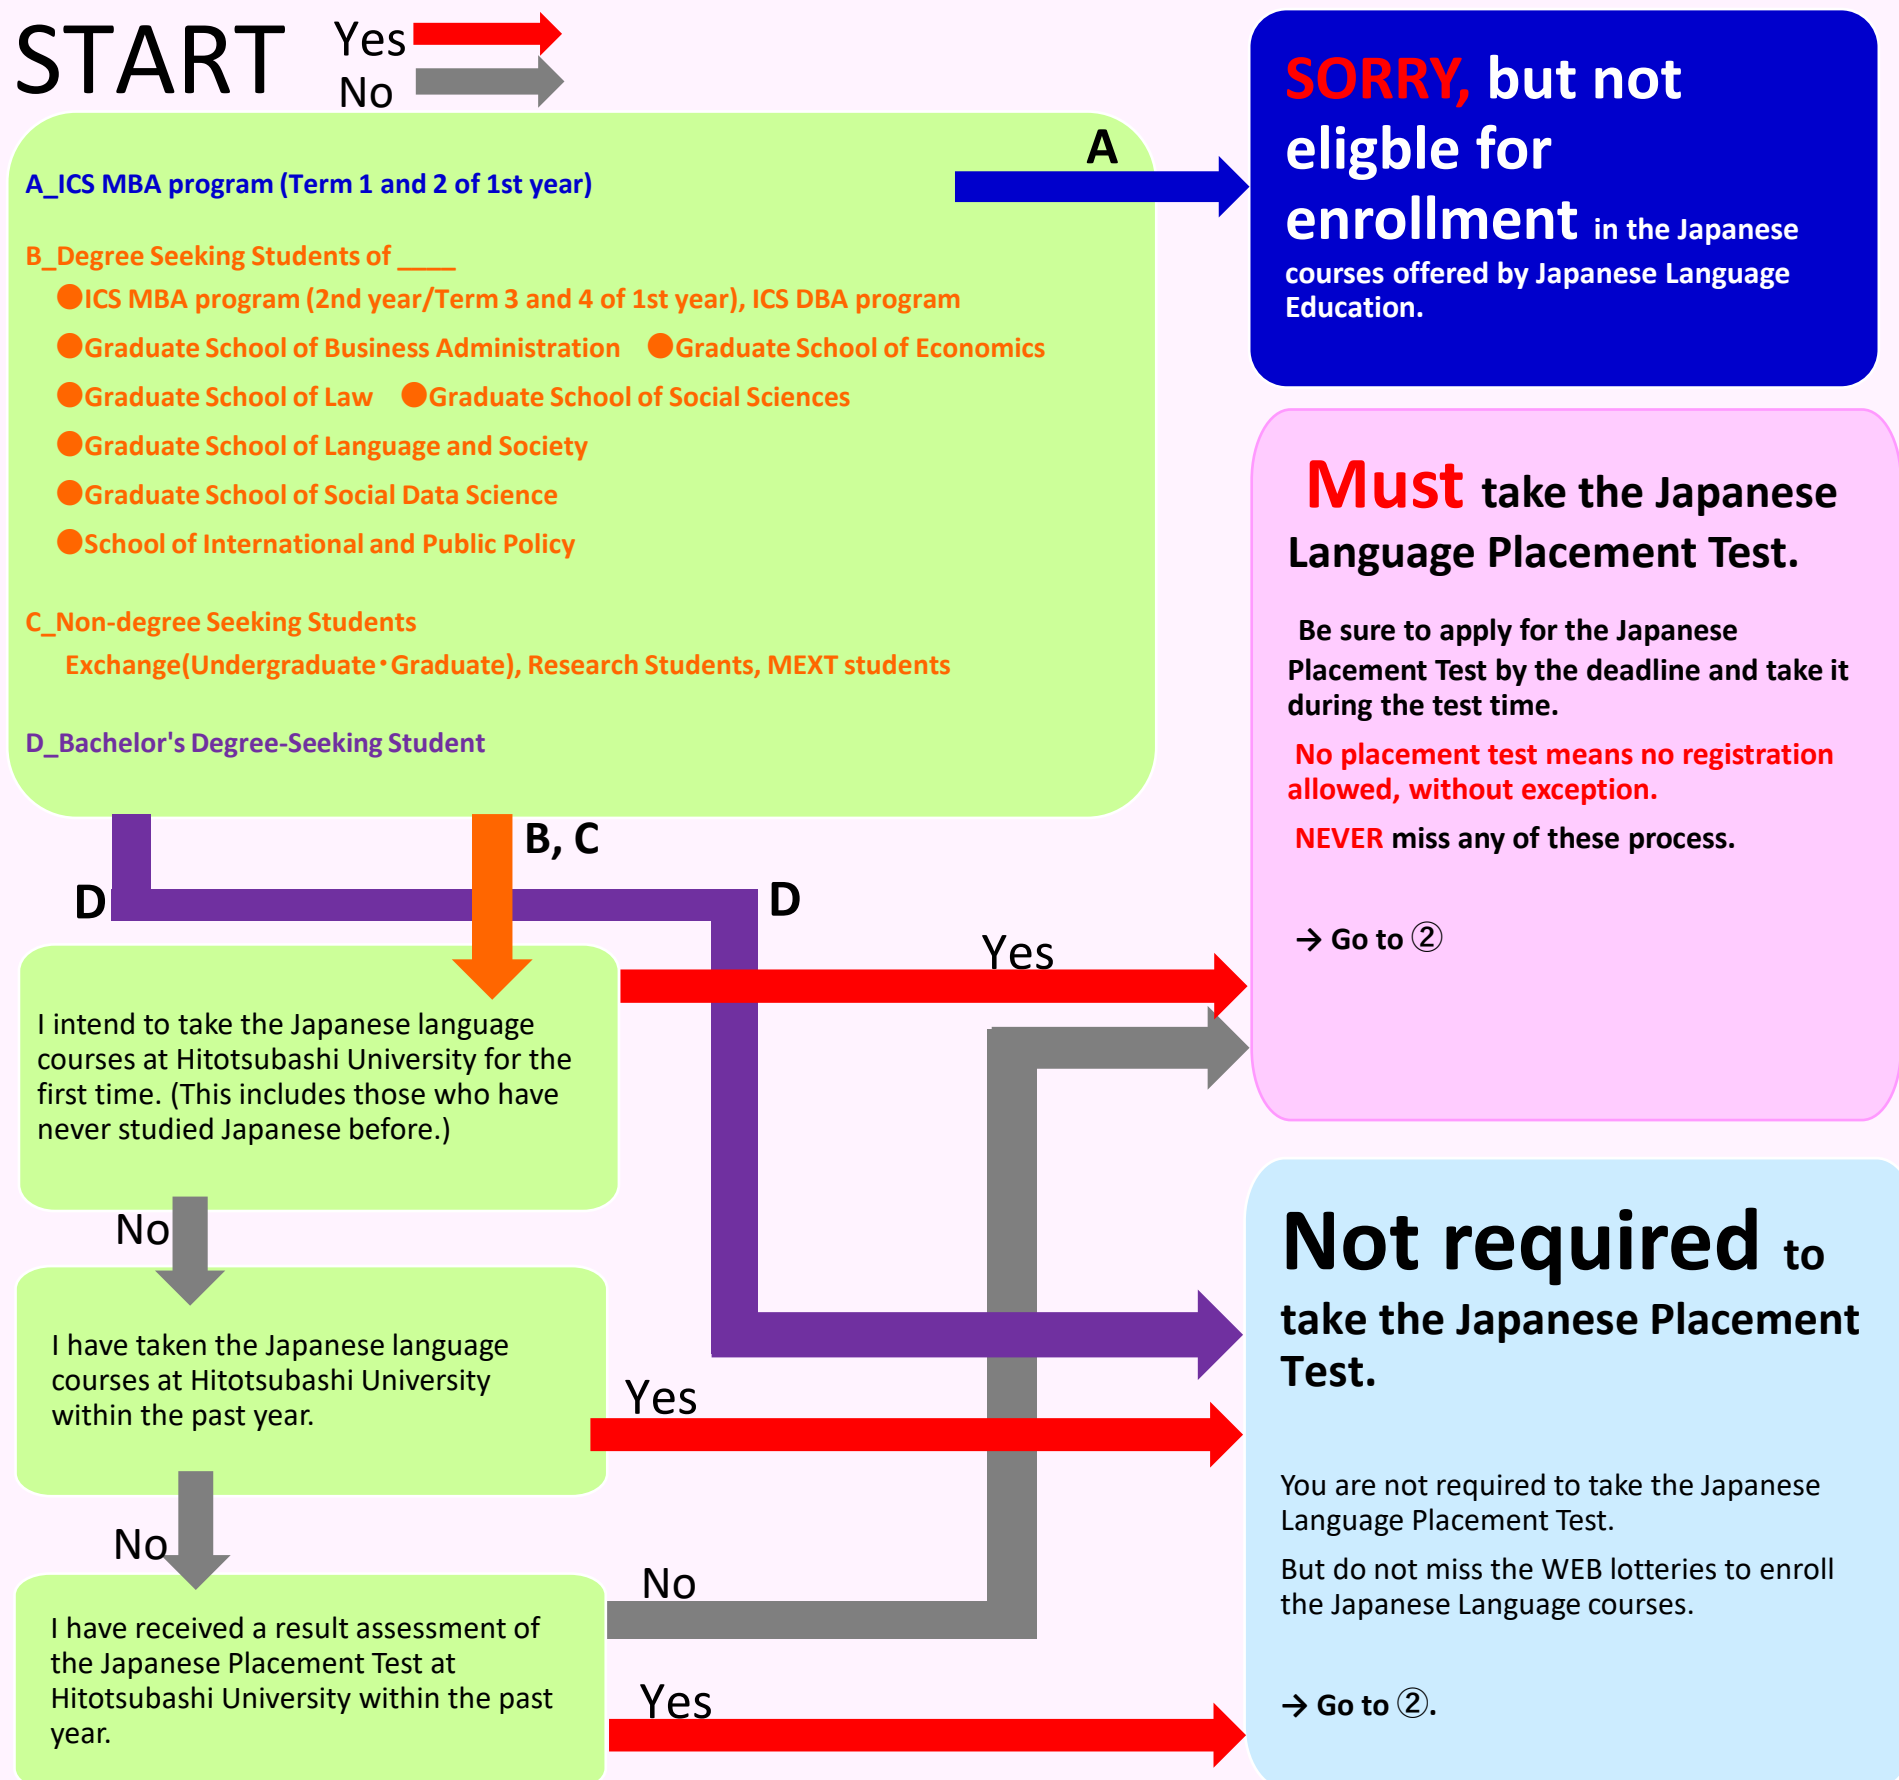 START
Yes
No
A_ICS MBA program (Term 1 and 2 of 1st year)
A
B_Degree Seeking Students of ____
●ICS MBA program (2nd year/Term 3 and 4 of 1st year), ICS DBA program
●Graduate School of Business Administration ●Graduate School of Economics
●Graduate School of Law ●Graduate School of Social Sciences
●Graduate School of Language and Society
●Graduate School of Social Data Science
●School of International and Public Policy
C_Non-degree Seeking Students
Exchange(Undergraduate・Graduate), Research Students, MEXT students
D_Bachelor's Degree-Seeking Student
SORRY, but not
eligble for
enrollment in the Japanese
courses offered by Japanese Language
Education.
Must take the Japanese
Language Placement Test.
Be sure to apply for the Japanese
Placement Test by the deadline and take it
during the test time.
No placement test means no registration
allowed, without exception.
NEVER miss any of these process.
→ Go to ②
B, C
D
D
Yes
I intend to take the Japanese language
courses at Hitotsubashi University for the
first time. (This includes those who have
never studied Japanese before.)
No
I have taken the Japanese language
courses at Hitotsubashi University
within the past year.
Yes
No
I have received a result assessment of
the Japanese Placement Test at
Hitotsubashi University within the past
year.
No
Yes
Not required to
take the Japanese Placement
Test.
You are not required to take the Japanese
Language Placement Test.
But do not miss the WEB lotteries to enroll
the Japanese Language courses.
→ Go to ②.